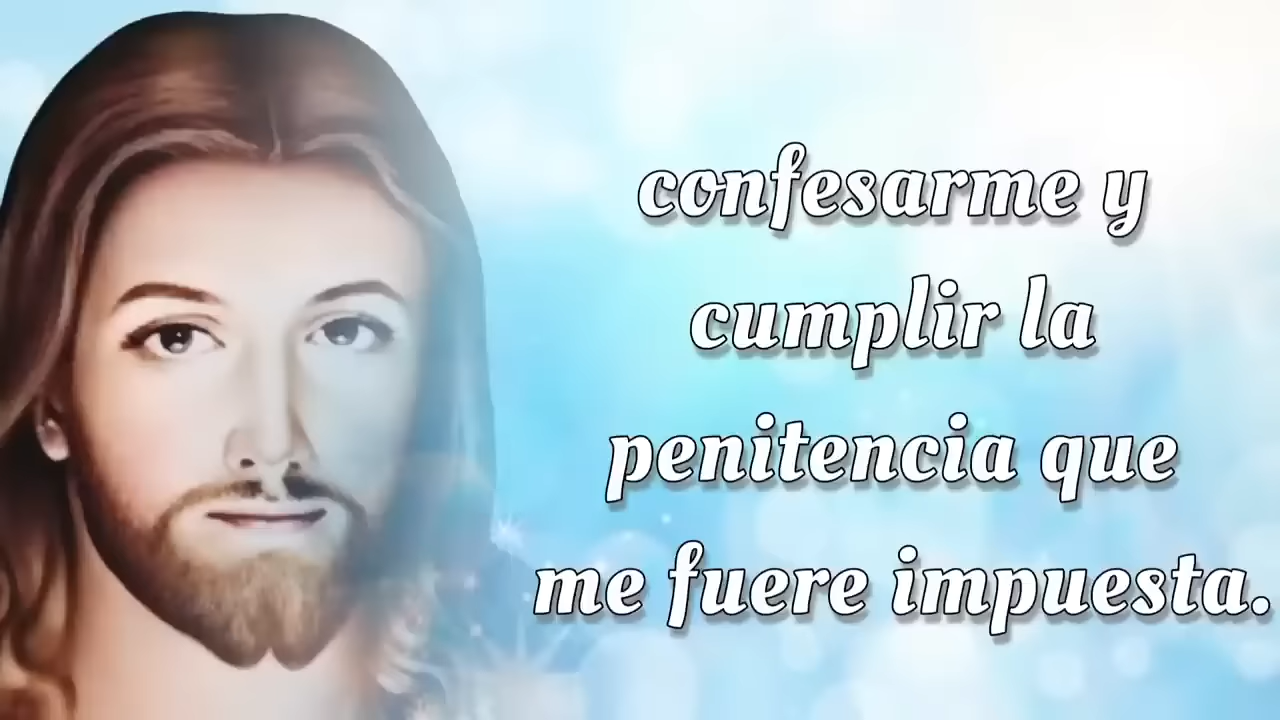 confesarme y
cumplir la
penitencia que
me fuere impuesta.